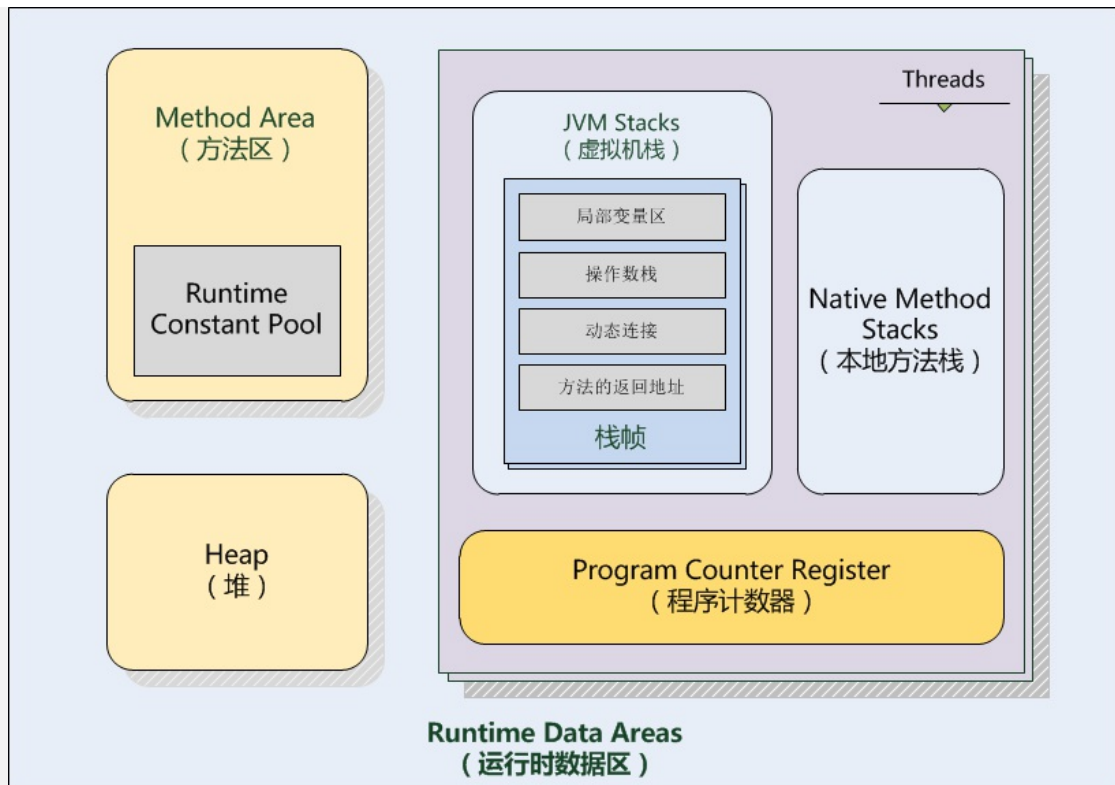 Method Area
（方法区）
Runtime
Constant Pool
Heap
（堆）
Threads
JVM Stacks
（虚拟机栈）
局部变量区
操作数栈
动态连接
方法的返回地址
栈帧
Native Method
Stacks
（本地方法栈）
Program Counter Register
（程序计数器）
Runtime Data Areas
（运行时数据区）